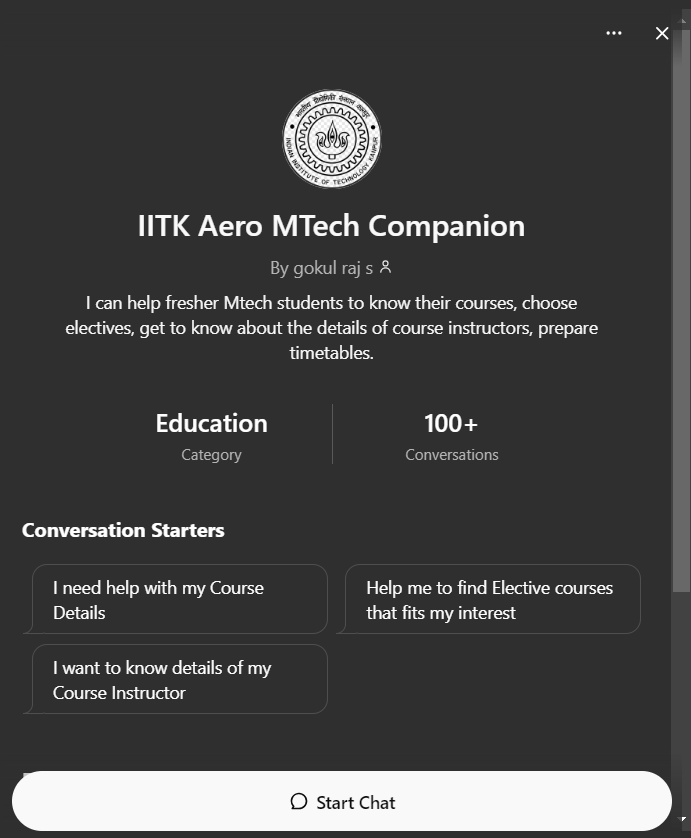 भारतीय प्रौद्योगिकी संस्थान कानपुर
INDIAN INSTITUTE OF TECHNOLOGY KANPUR
IITK Aero MTech Companion
By gokul raj s
I can help fresher Mtech students to know their courses, choose
electives, get to know about the details of course instructors, prepare
timetables.
Education
100+
Category
Conversations
Conversation Starters
I need help with my Course
Details
Help me to find Elective courses
that fits my interest
I want to know details of my
Course Instructor
Start Chat